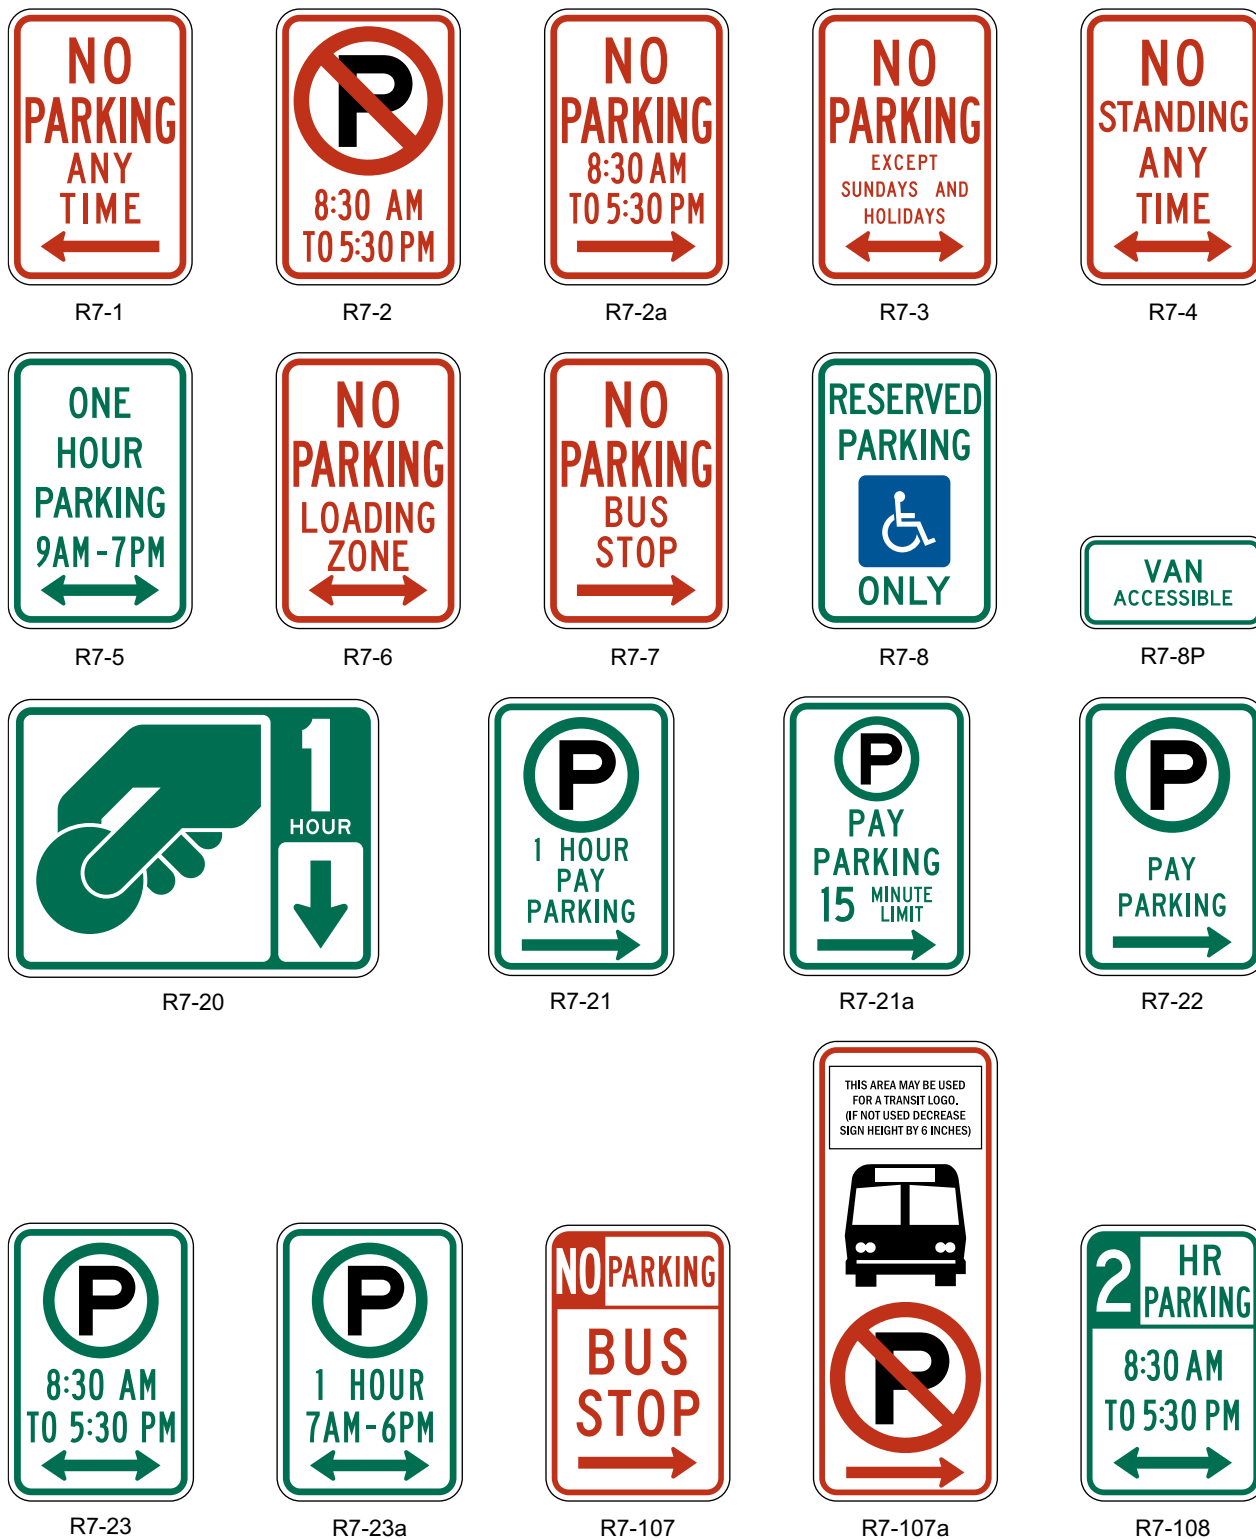 NO
PARKING
ANY
TIME
R7-1
P
8:30 AM
TO 5:30 PM
R7-2
NO
PARKING
8:30 AM
TO 5:30 PM
R7-2a
NO
PARKING
EXCEPT
SUNDAYS AND
HOLIDAYS
R7-3
NO
STANDING
ANY
TIME
R7-4
ONE
HOUR
PARKING
9AM-7PM
R7-5
NO
PARKING
LOADING
ZONE
R7-6
NO
PARKING
BUS
STOP
R7-7
RESERVED
PARKING
ONLY
R7-8
VAN
ACCESSIBLE
R7-8P
1
HOUR
R7-20
P
1 HOUR
PAY
PARKING
R7-21
P
PAY
PARKING
15 MINUTE
LIMIT
R7-21a
P
PAY
PARKING
R7-22
P
8:30 AM
TO 5:30 PM
R7-23
P
1 HOUR
7AM-6PM
R7-23a
NO PARKING
BUS
STOP
R7-107
THIS AREA MAY BE USED
FOR A TRANSIT LOGO.
(IF NOT USED DECREASE
SIGN HEIGHT BY 6 INCHES)
P
R7-107a
2 HR
PARKING
8:30 AM
TO 5:30 PM
R7-108